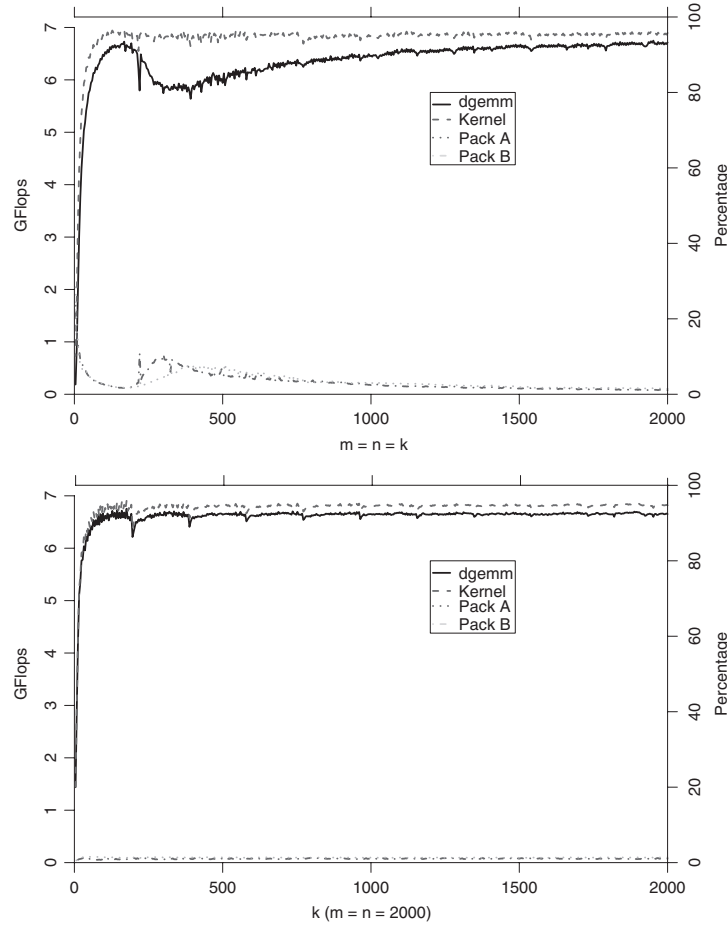 100
7
6
80
dgemm
Kernel
Pack A
Pack B
5
60
GFlops
4
Percentage
3
40
2
20
1
0
0
0 500 1000 1500 2000
m = n = k
100
7
6
80
dgemm
Kernel
Pack A
Pack B
5
60
GFlops
4
Percentage
3
40
2
20
1
0
0
0 500 1000 1500 2000
k (m = n = 2000)